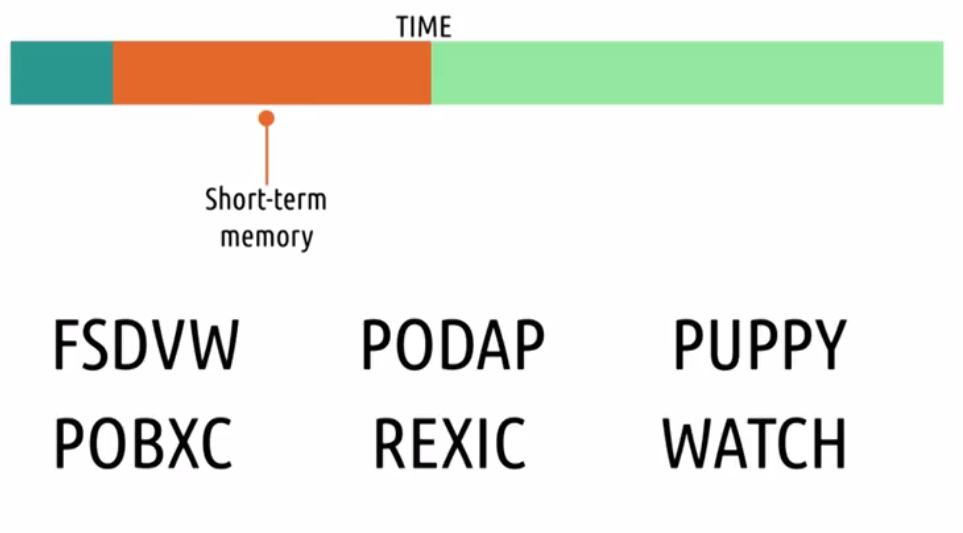 TIME
Short-term
memory
FSDVW PODAP PUPPY
POBXC REXIC WATCH